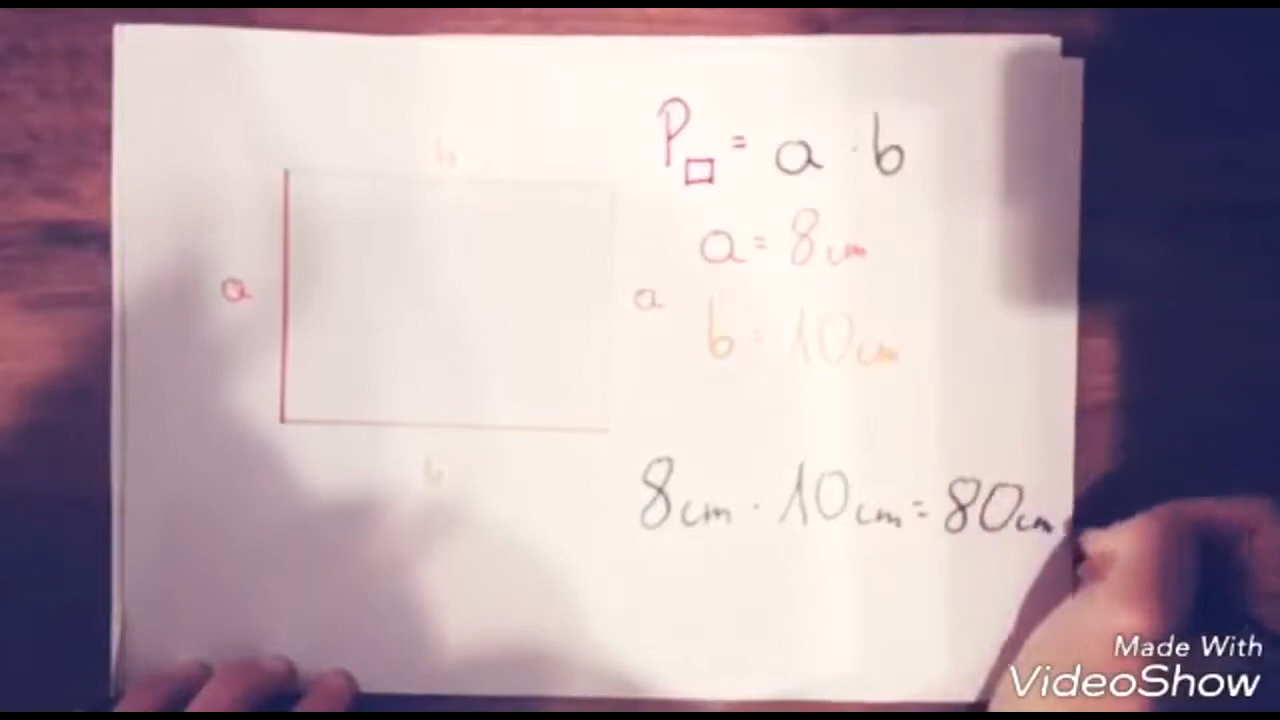 b
P□ = a · b
a = 8cm
a
a
b = 10cm
b
8cm · 10cm = 80cm
Made With
VideoShow